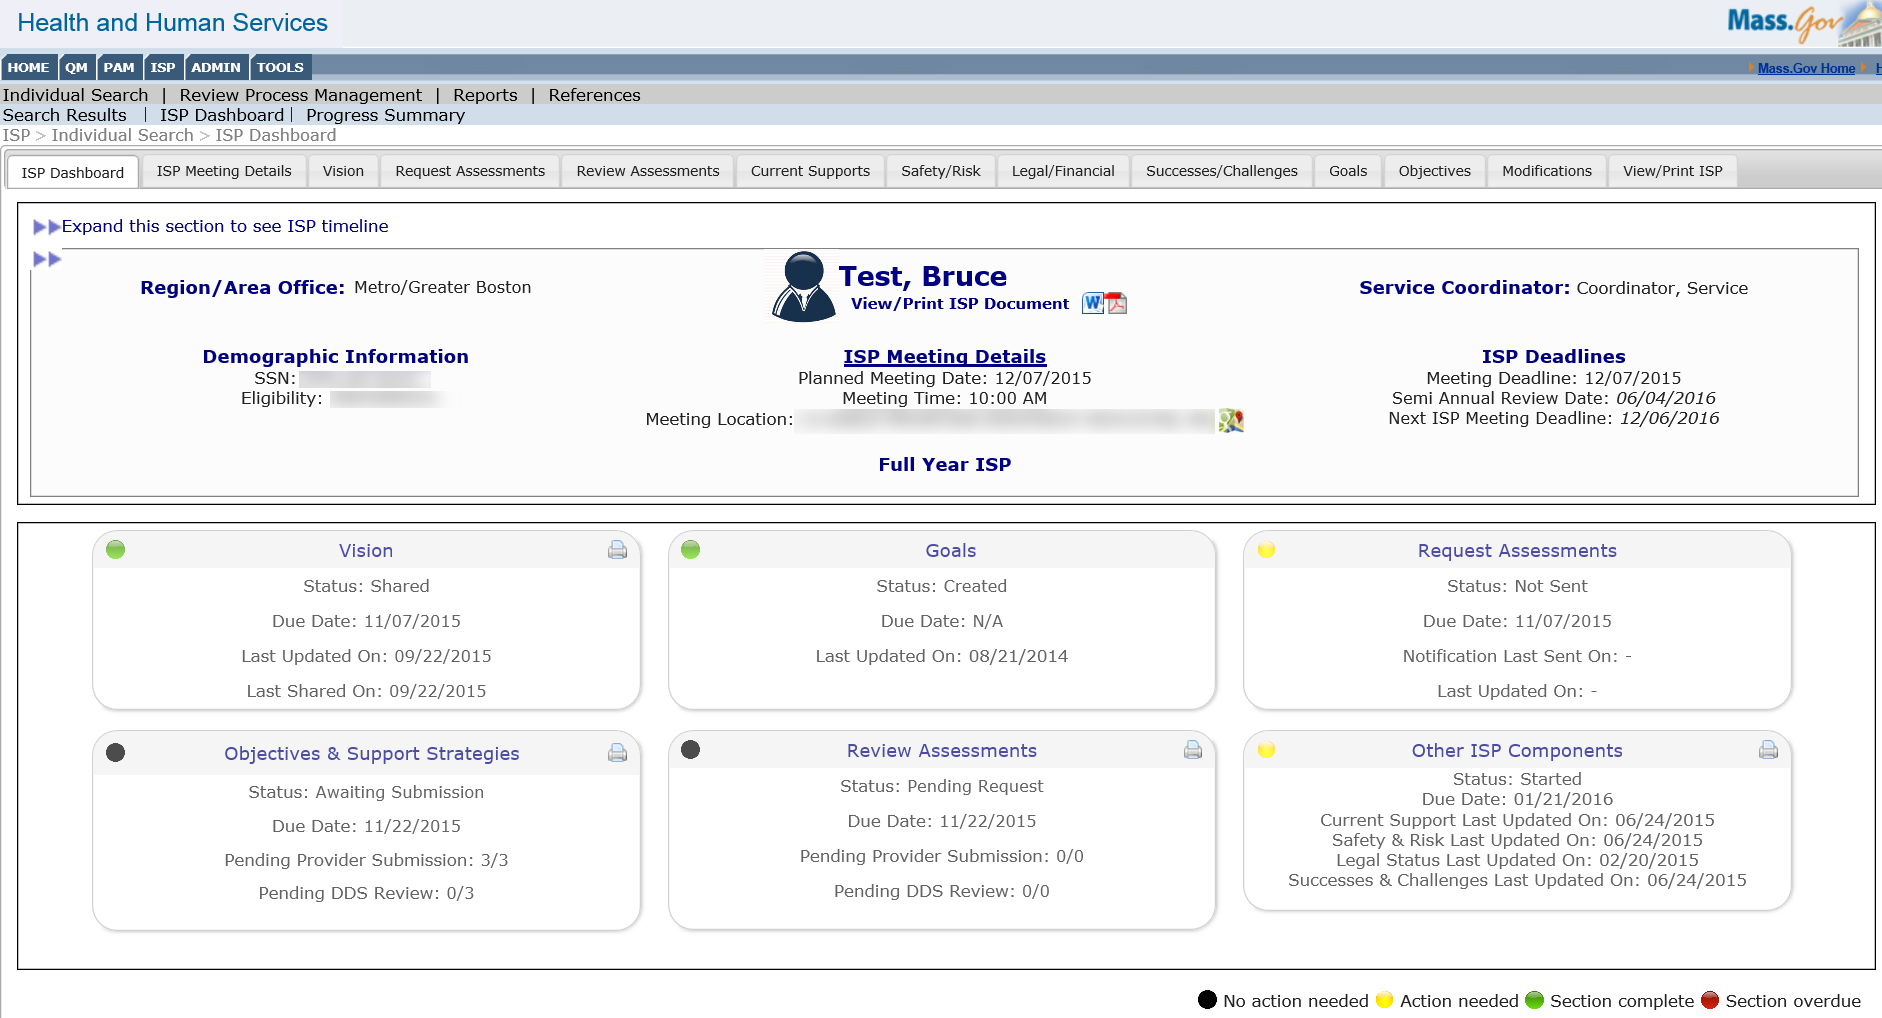 Health and Human Services
Mass.Gov
HOME QM PAM ISP ADMIN TOOLS
Mass.Gov Home
Individual Search | Review Process Management | Reports | References
Search Results | ISP Dashboard | Progress Summary
ISP > Individual Search > ISP Dashboard
ISP Dashboard ISP Meeting Details Vision Request Assessments Review Assessments Current Supports Safety/Risk Legal/Financial Successes/Challenges Goals Objectives Modifications View/Print ISP
Expand this section to see ISP timeline
Region/Area Office: Metro/Greater Boston
Test, Bruce
View/Print ISP Document
Service Coordinator: Coordinator, Service
Demographic Information
SSN:
Eligibility:
ISP Meeting Details
Planned Meeting Date: 12/07/2015
Meeting Time: 10:00 AM
Meeting Location:
Full Year ISP
ISP Deadlines
Meeting Deadline: 12/07/2015
Semi Annual Review Date: 06/04/2016
Next ISP Meeting Deadline: 12/06/2016
Vision
Status: Shared
Due Date: 11/07/2015
Last Updated On: 09/22/2015
Last Shared On: 09/22/2015
Goals
Status: Created
Due Date: N/A
Last Updated On: 08/21/2014
Request Assessments
Status: Not Sent
Due Date: 11/07/2015
Notification Last Sent On: -
Last Updated On: -
Objectives & Support Strategies
Status: Awaiting Submission
Due Date: 11/22/2015
Pending Provider Submission: 3/3
Pending DDS Review: 0/3
Review Assessments
Status: Pending Request
Due Date: 11/22/2015
Pending Provider Submission: 0/0
Pending DDS Review: 0/0
Other ISP Components
Status: Started
Due Date: 01/21/2016
Current Support Last Updated On: 06/24/2015
Safety & Risk Last Updated On: 06/24/2015
Legal Status Last Updated On: 02/20/2015
Successes & Challenges Last Updated On: 06/24/2015
No action needed Action needed Section complete Section overdue